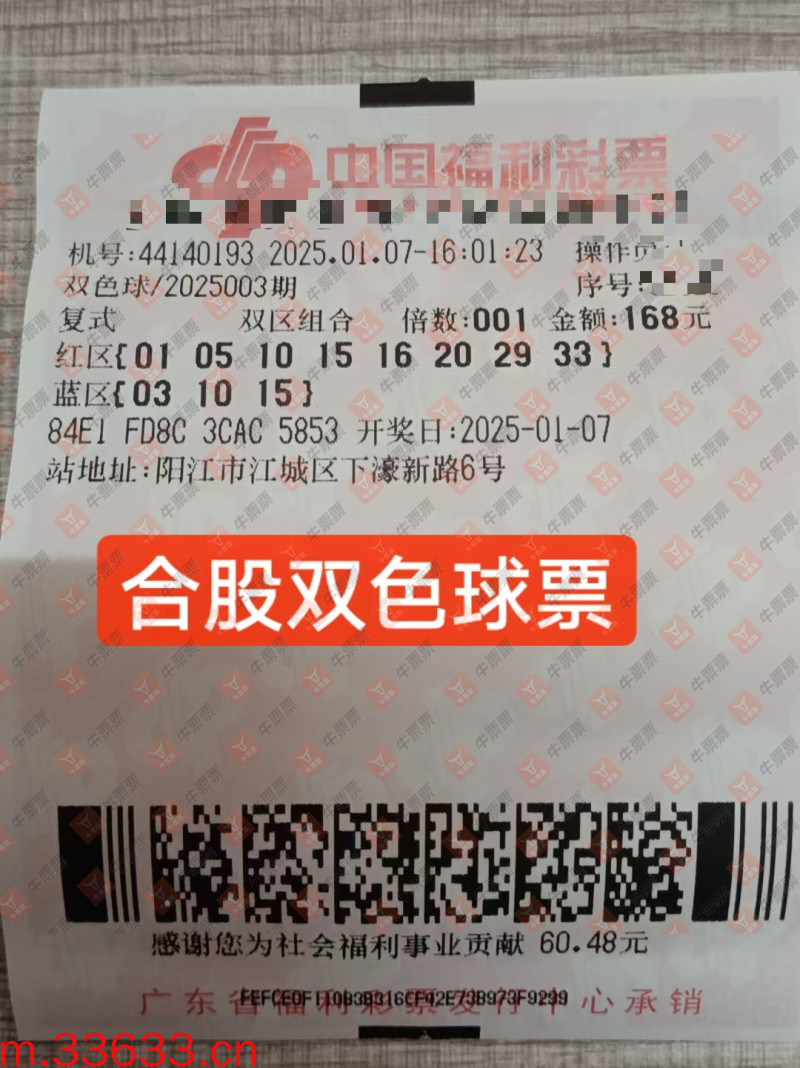 中国福利彩票
机号:44140193 2025.01.07-16:01:23 操作员
双色球/2025003期 序号:
复式 双区组合 倍数:001 金额:168元
红区{01 05 10 15 16 20 29 33}
蓝区{03 10 15}
84E1 FD8C 3CAC 5853 开奖日:2025-01-07
站地址:阳江市江城区下濠新路6号
合股双色球票
感谢您为社会福利事业贡献 60.48元
广东省福利彩票发行中心承销
m.33633.cn
牛票票